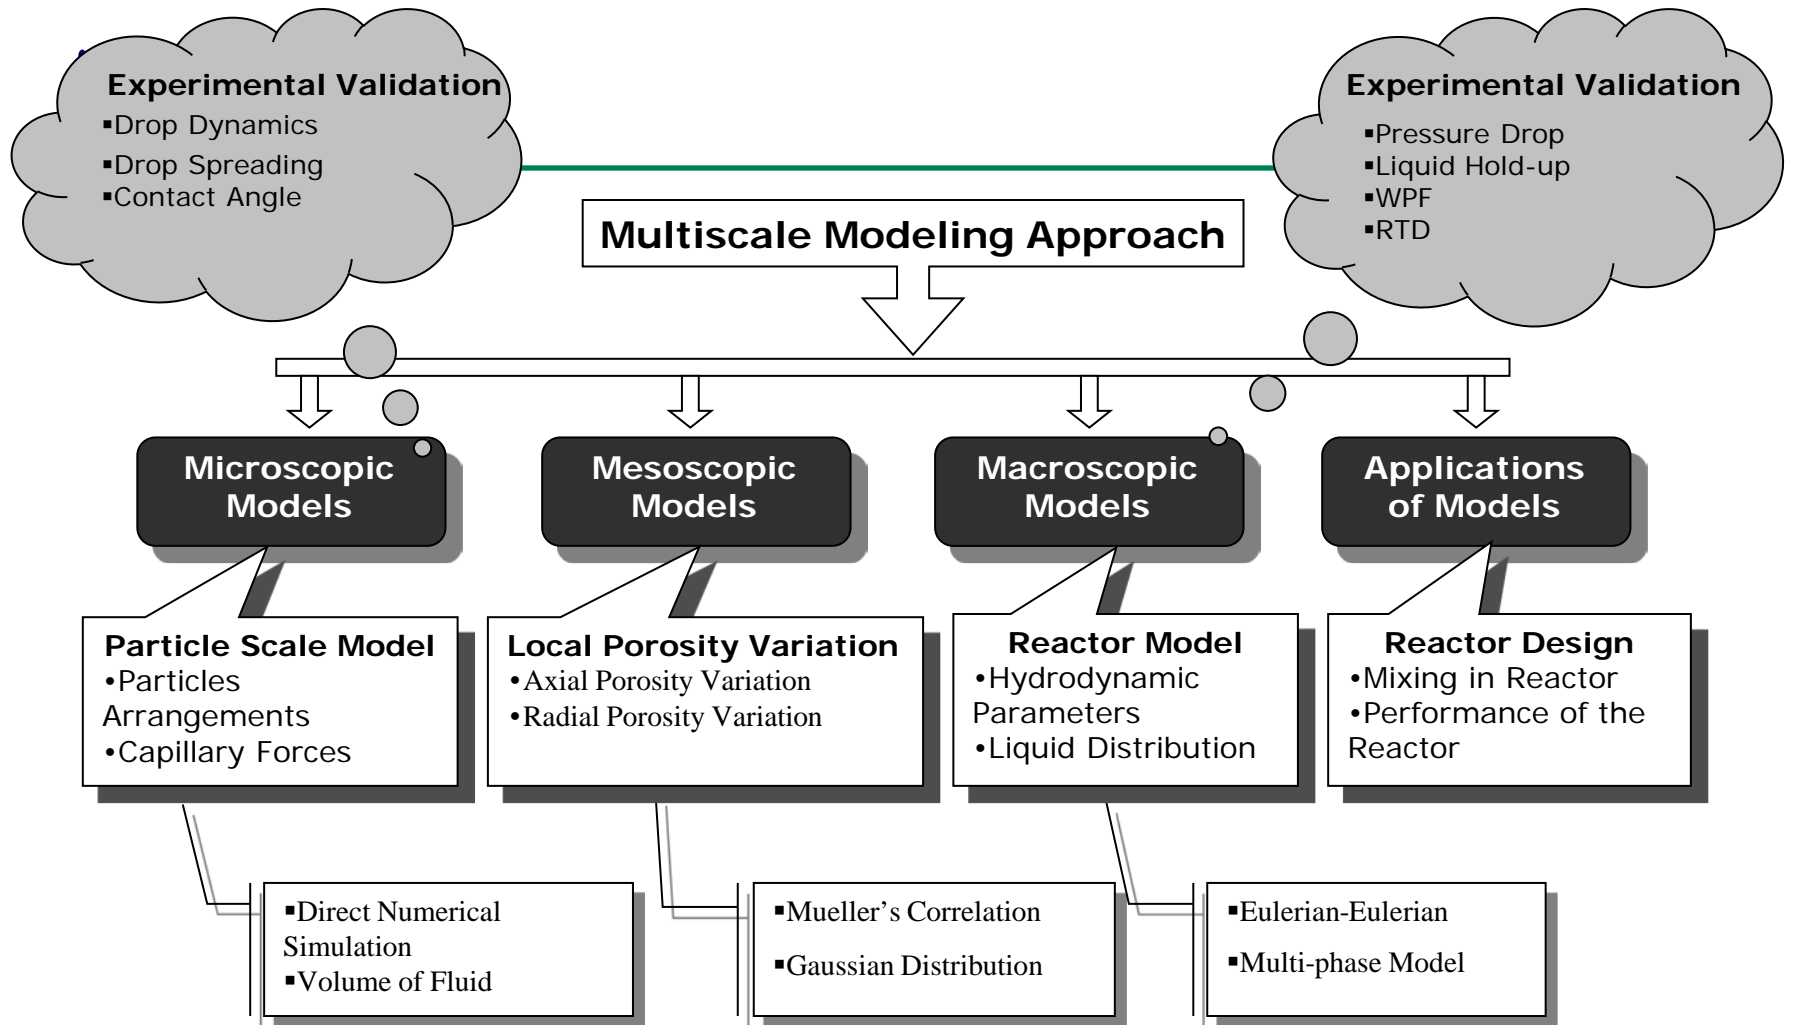 Experimental Validation
▪Drop Dynamics
▪Drop Spreading
▪Contact Angle
Experimental Validation
▪Pressure Drop
▪Liquid Hold-up
▪WPF
▪RTD
Multiscale Modeling Approach
Microscopic
Models
Mesoscopic
Models
Macroscopic
Models
Applications
of Models
Particle Scale Model
•Particles
Arrangements
•Capillary Forces
Local Porosity Variation
•Axial Porosity Variation
•Radial Porosity Variation
Reactor Model
•Hydrodynamic
Parameters
•Liquid Distribution
Reactor Design
•Mixing in Reactor
•Performance of the
Reactor
▪Direct Numerical
Simulation
▪Volume of Fluid
▪Mueller’s Correlation
▪Gaussian Distribution
▪Eulerian-Eulerian
▪Multi-phase Model